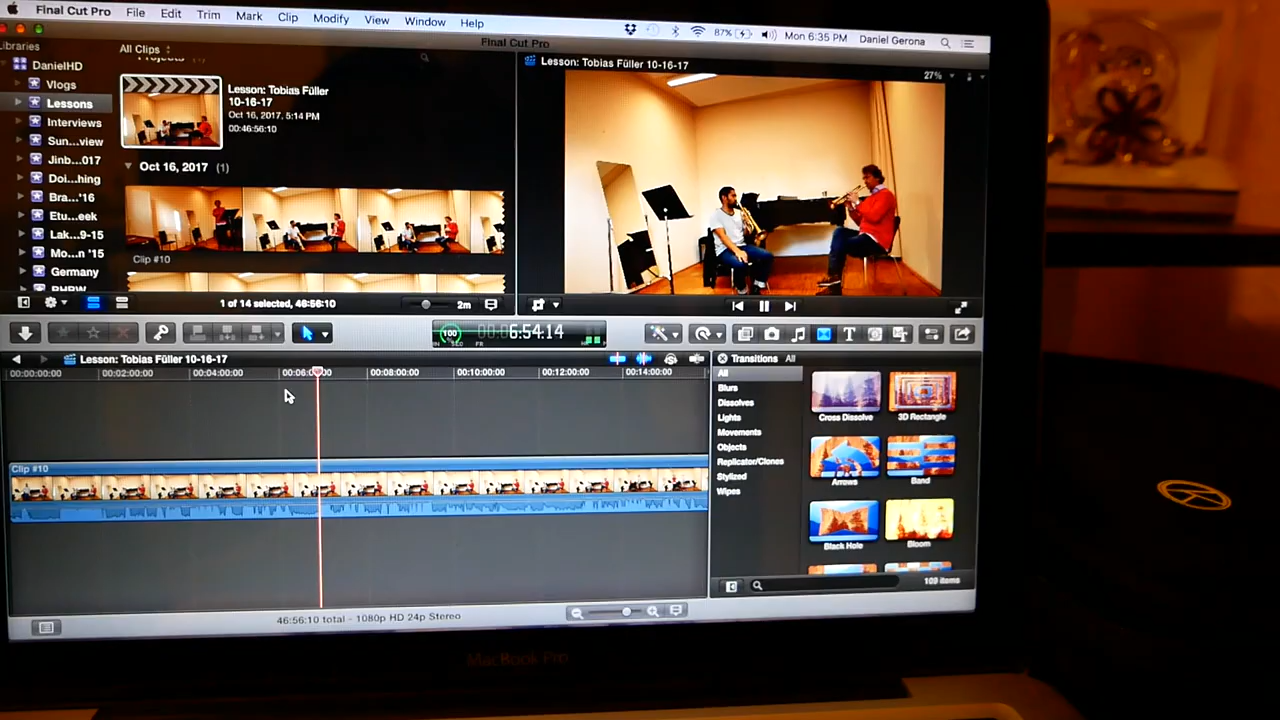 Final Cut Pro File Edit Trim Mark Clip Modify View Window Help 87% Mon 6:35 PM Daniel Gerona
Final Cut Pro
Libraries
All Clips
Projects (1)
DanielHD
Vlogs
Lessons
Interviews
Sun...view
Jinb...017
Doi...hing
Bra...'16
Etu...eek
Lak...9-15
Mo...n '15
Germany
Lesson: Tobias Füller
10-16-17
Oct 16, 2017, 5:14 PM
00:46:56:10
Oct 16, 2017 (1)
Clip #10
Lesson: Tobias Füller 10-16-17
27%
1 of 14 selected, 46:56:10
2m
100
6:54:14
Lesson: Tobias Füller 10-16-17
00:00:00:00 00:02:00:00 00:04:00:00 00:08:00:00 00:10:00:00 00:12:00:00 00:14:00:00
Clip #10
Transitions All
All
Blurs
Dissolves
Lights
Movements
Objects
Replicator/Clones
Stylized
Wipes
Cross Dissolve
3D Rectangle
Arrows
Band
Black Hole
Bloom
109 items
46:56:10 total - 1080p HD 24p Stereo
MacBook Pro